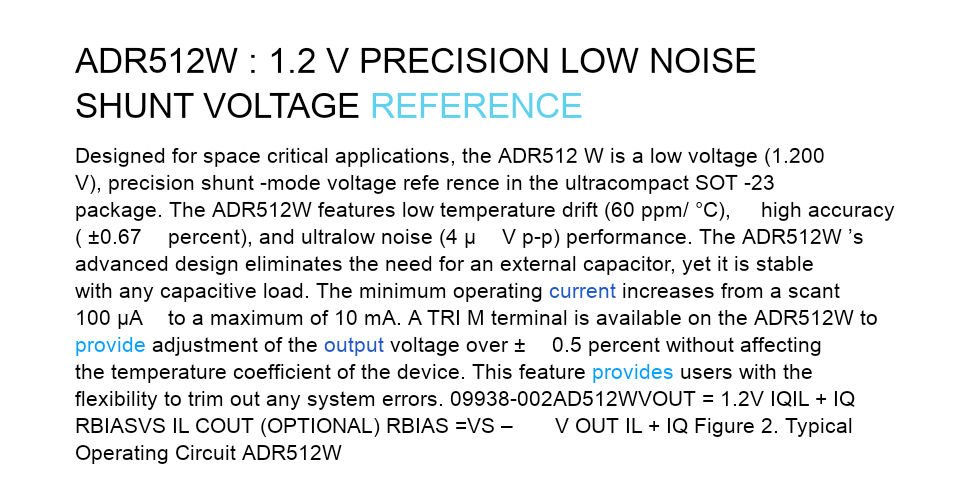 ADR512W : 1.2 V PRECISION LOW NOISE
SHUNT VOLTAGE REFERENCE
Designed for space critical applications, the ADR512 W is a low voltage (1.200
V), precision shunt -mode voltage refe rence in the ultracompact SOT -23
package. The ADR512W features low temperature drift (60 ppm/ °C), high accuracy
( ±0.67 percent), and ultralow noise (4 µ V p-p) performance. The ADR512W ’s
advanced design eliminates the need for an external capacitor, yet it is stable
with any capacitive load. The minimum operating current increases from a scant
100 µA to a maximum of 10 mA. A TRI M terminal is available on the ADR512W to
provide adjustment of the output voltage over ± 0.5 percent without affecting
the temperature coefficient of the device. This feature provides users with the
flexibility to trim out any system errors. 09938-002AD512WVOUT = 1.2V IQIL + IQ
RBIASVS IL COUT (OPTIONAL) RBIAS =VS – V OUT IL + IQ Figure 2. Typical
Operating Circuit ADR512W